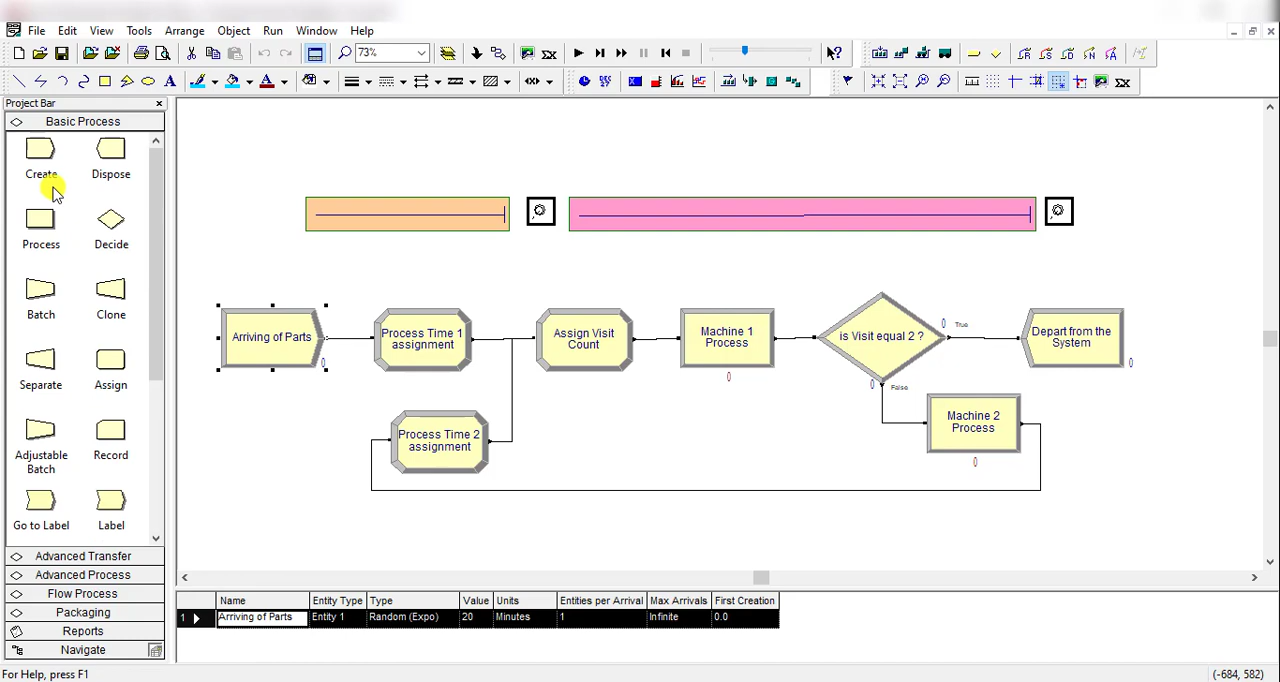 File Edit View Tools Arrange Object Run Window Help
73%
Project Bar
Basic Process
Create Dispose
Process Decide
Batch Clone
Separate Assign
Adjustable
Batch
Record
Go to Label Label
Advanced Transfer
Advanced Process
Flow Process
Packaging
Reports
Navigate
Arriving of Parts
0
Process Time 1
assignment
Assign Visit
Count
Machine 1
Process
0
is Visit equal 2 ?
0 True
0 False
Depart from the
System
0
Machine 2
Process
0
Process Time 2
assignment
Name Entity Type Type Value Units Entities per Arrival Max Arrivals First Creation
1 Arriving of Parts Entity 1 Random (Expo) 20 Minutes 1 Infinite 0.0
For Help, press F1
(-684, 582)